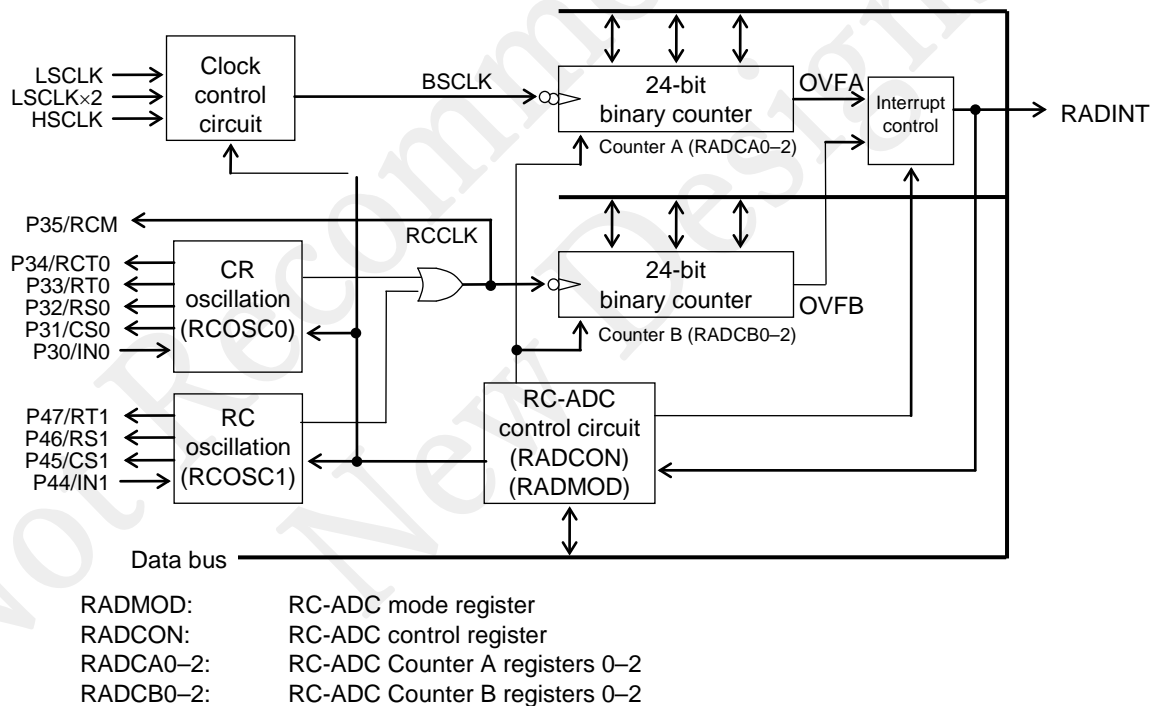 LSCLK
LSCLK×2
HSCLK
Clock
control
circuit
BSCLK
24-bit
binary counter
Counter A (RADCA0–2)
OVFA
Interrupt
control
RADINT
P35/RCM
RCCLK
P34/RCT0
P33/RT0
P32/RS0
P31/CS0
P30/IN0
CR
oscillation
(RCOSC0)
24-bit
binary counter
Counter B (RADCB0–2)
OVFB
P47/RT1
P46/RS1
P45/CS1
P44/IN1
RC
oscillation
(RCOSC1)
RC-ADC
control circuit
(RADCON)
(RADMOD)
Data bus
RADMOD: RC-ADC mode register
RADCON: RC-ADC control register
RADCA0–2: RC-ADC Counter A registers 0–2
RADCB0–2: RC-ADC Counter B registers 0–2
New Design